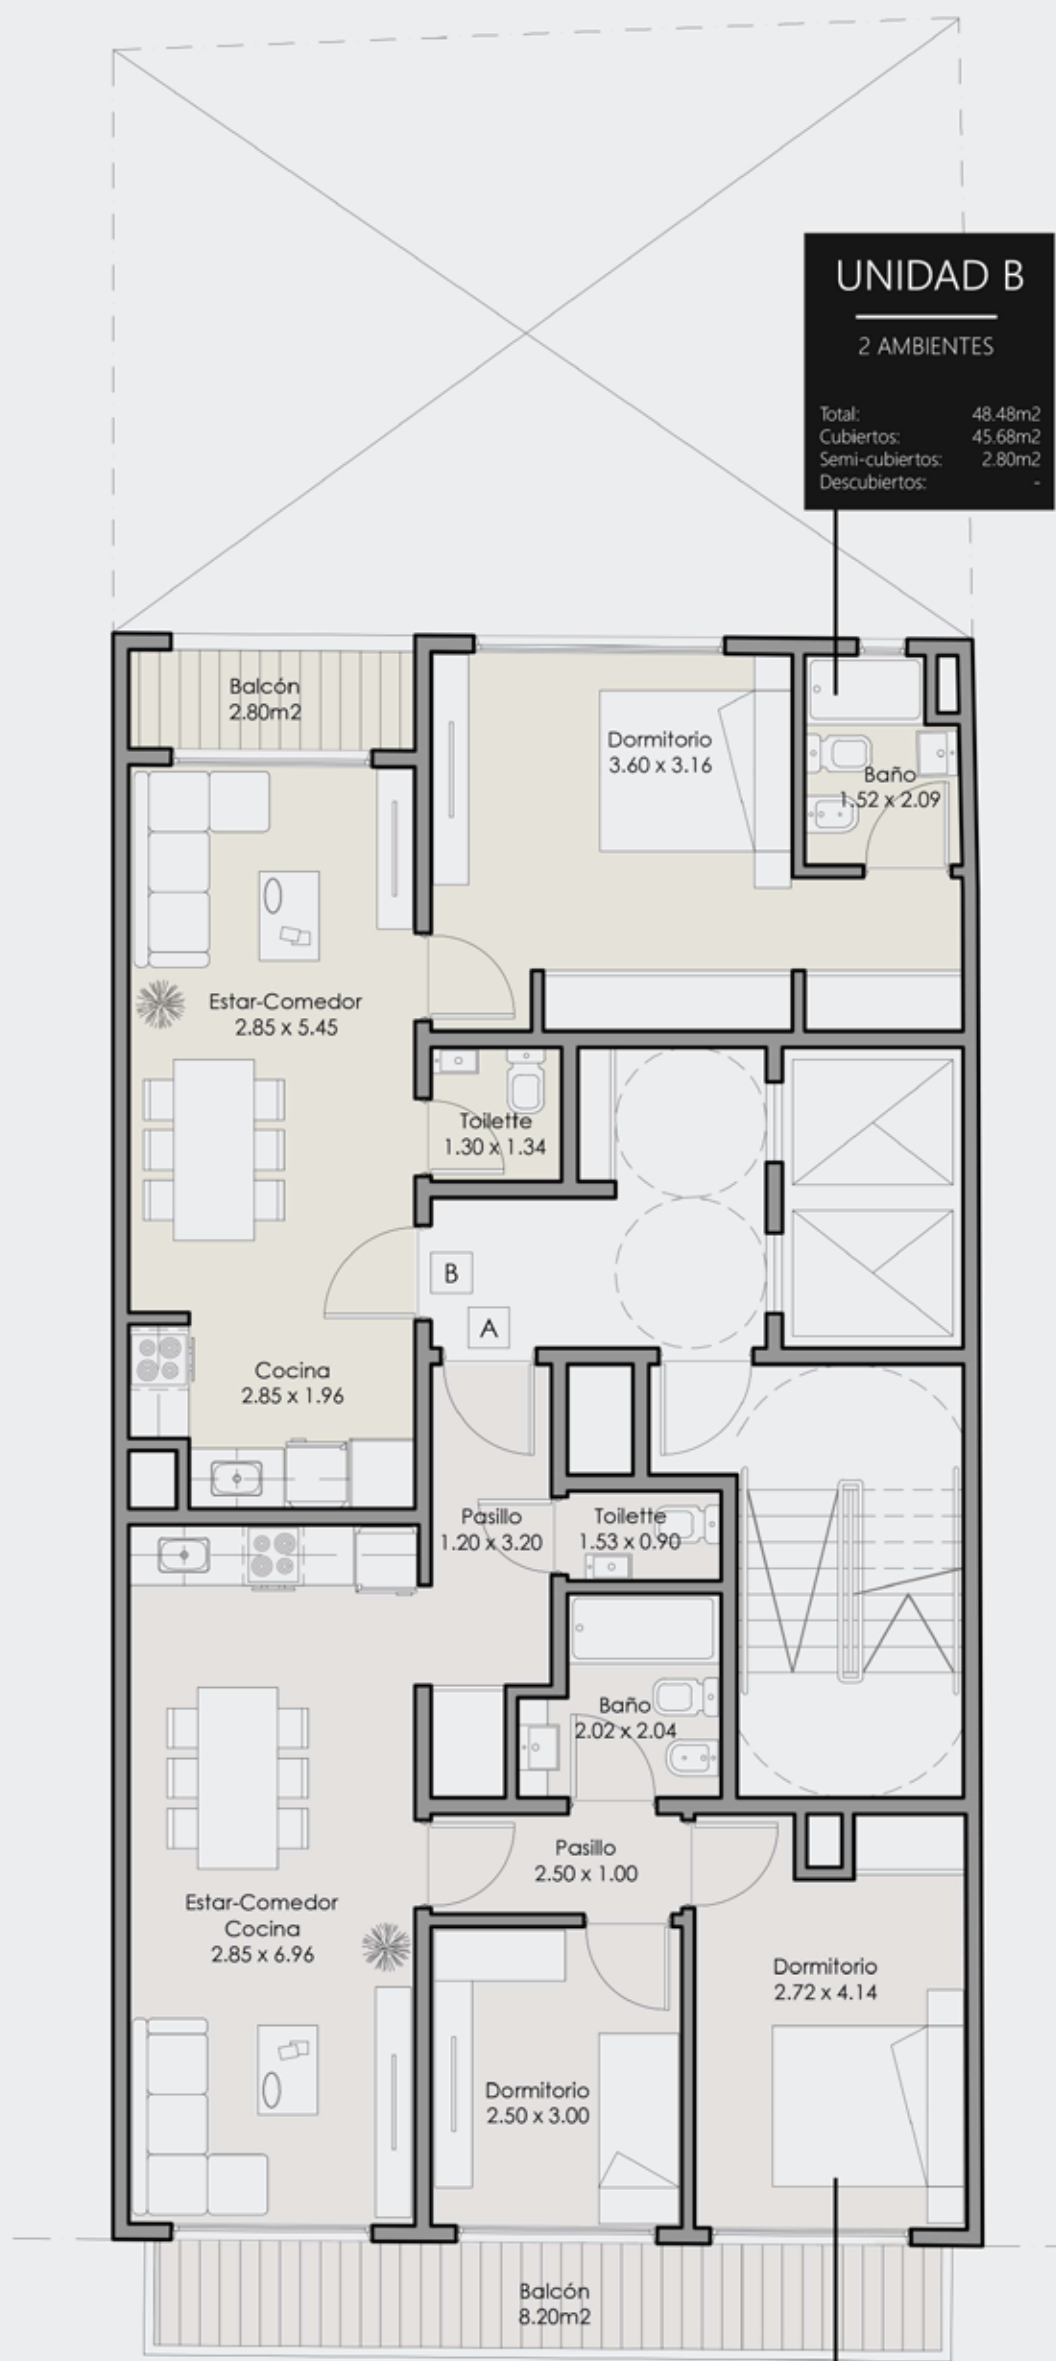 UNIDAD B
2 AMBIENTES
Total: 48.48m2
Cubiertos: 45.68m2
Semi-cubiertos: 2.80m2
Descubiertos: -
Balcón
2.80m2
Dormitorio
3.60 x 3.16
Baño
1.52 x 2.09
Estar-Comedor
2.85 x 5.45
Toilette
1.30 x 1.34
B
A
Cocina
2.85 x 1.96
Pasillo
1.20 x 3.20
Toilette
1.53 x 0.90
Baño
2.02 x 2.04
Pasillo
2.50 x 1.00
Estar-Comedor
Cocina
2.85 x 6.96
Dormitorio
2.72 x 4.14
Dormitorio
2.50 x 3.00
Balcón
8.20m2